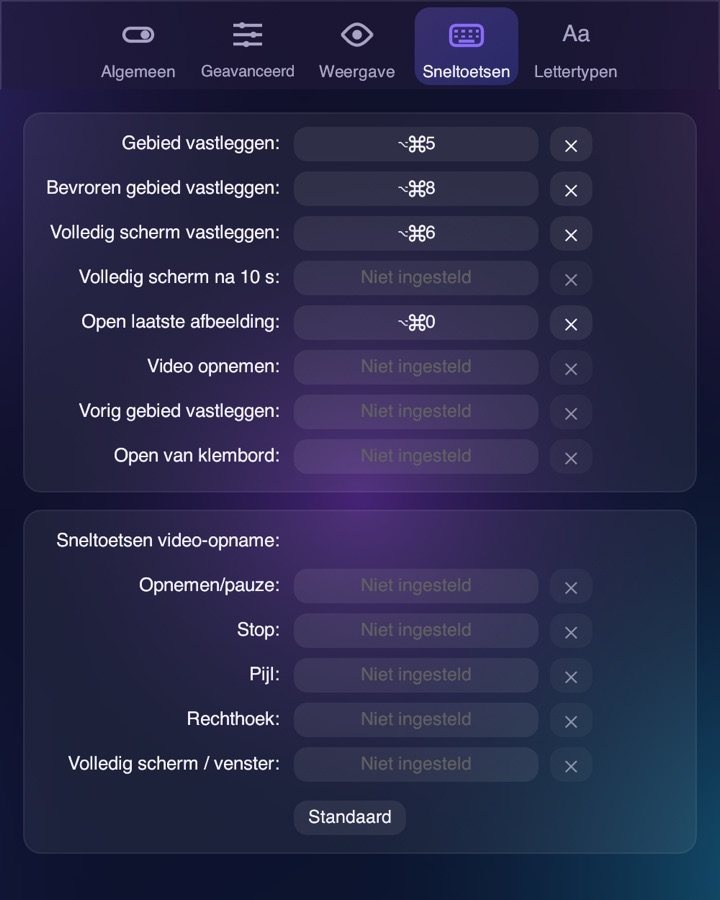 Algemeen
Geavanceerd
Weergave
Aa
Sneltoetsen
Lettertypen
Gebied vastleggen: ⌥⌘5
Bevroren gebied vastleggen: ⌥⌘8
Volledig scherm vastleggen: ⌥⌘6
Volledig scherm na 10 s: Niet ingesteld
Open laatste afbeelding: ⌥⌘0
Video opnemen: Niet ingesteld
Vorig gebied vastleggen: Niet ingesteld
Open van klembord: Niet ingesteld
Sneltoetsen video-opname:
Opnemen/pauze: Niet ingesteld
Stop: Niet ingesteld
Pijl: Niet ingesteld
Rechthoek: Niet ingesteld
Volledig scherm / venster: Niet ingesteld
Standaard